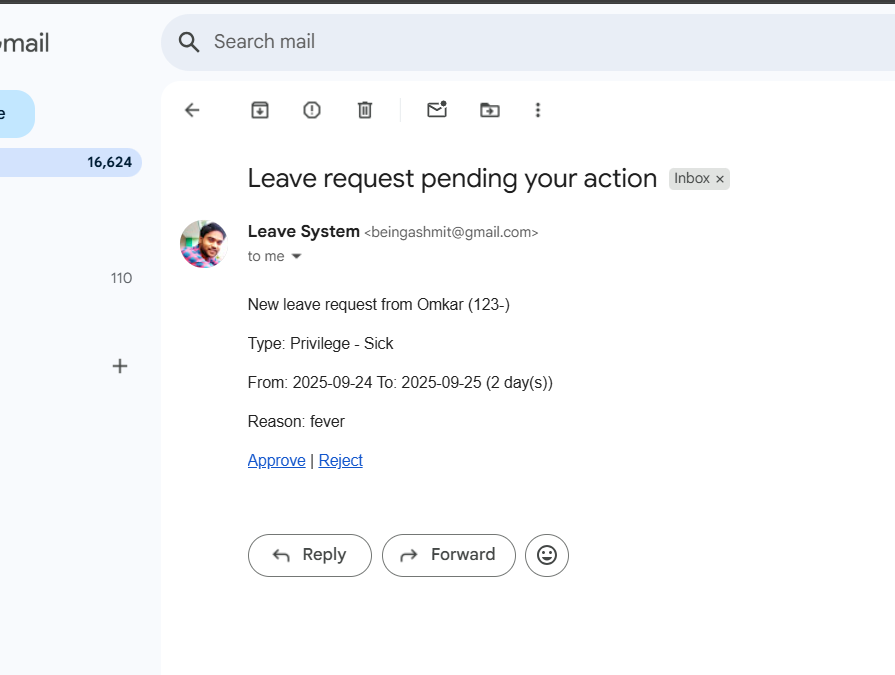 mail
Search mail
e
16,624
Leave request pending your action
Inbox ×
Leave System <beingashmit@gmail.com>
to me
110
New leave request from Omkar (123-)
Type: Privilege - Sick
From: 2025-09-24 To: 2025-09-25 (2 day(s))
Reason: fever
Approve | Reject
Reply
Forward